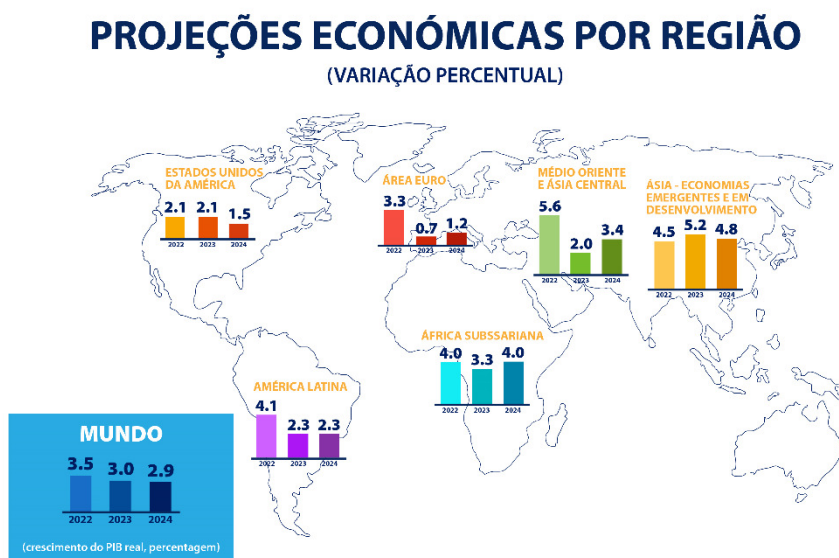 PROJEÇÕES ECONÓMICAS POR REGIÃO
(VARIAÇÃO PERCENTUAL)
ESTADOS UNIDOS
DA AMÉRICA
2.1 2.1 1.5
2022 2023 2024
ÁREA EURO
3.3 0.7 1.2
2022 2023 2024
MÉDIO ORIENTE
E ÁSIA CENTRAL
5.6 2.0 3.4
2022 2023 2024
ÁSIA - ECONOMIAS
EMERGENTES E EM
DESENVOLVIMENTO
4.5 5.2 4.8
2022 2023 2024
ÁFRICA SUBSSARIANA
4.0 3.3 4.0
2022 2023 2024
AMÉRICA LATINA
4.1 2.3 2.3
2022 2023 2024
MUNDO
3.5 3.0 2.9
2022 2023 2024
(crescimento do PIB real, percentagem)